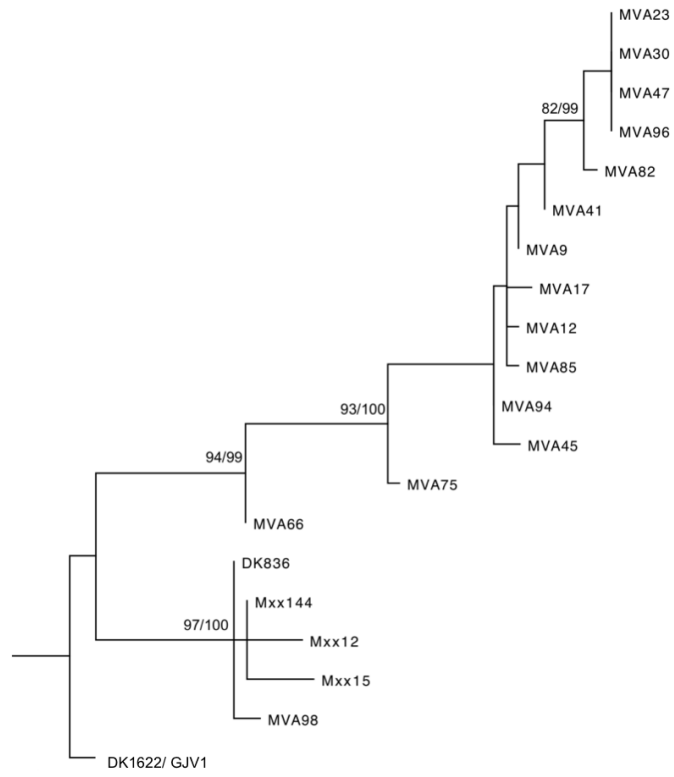 MVA23
MVA30
MVA47
82/99
MVA96
MVA82
MVA41
MVA9
MVA17
MVA12
MVA85
93/100
MVA94
MVA45
94/99
MVA75
MVA66
DK836
Mxx144
97/100
Mxx12
Mxx15
MVA98
DK1622/ GJV1